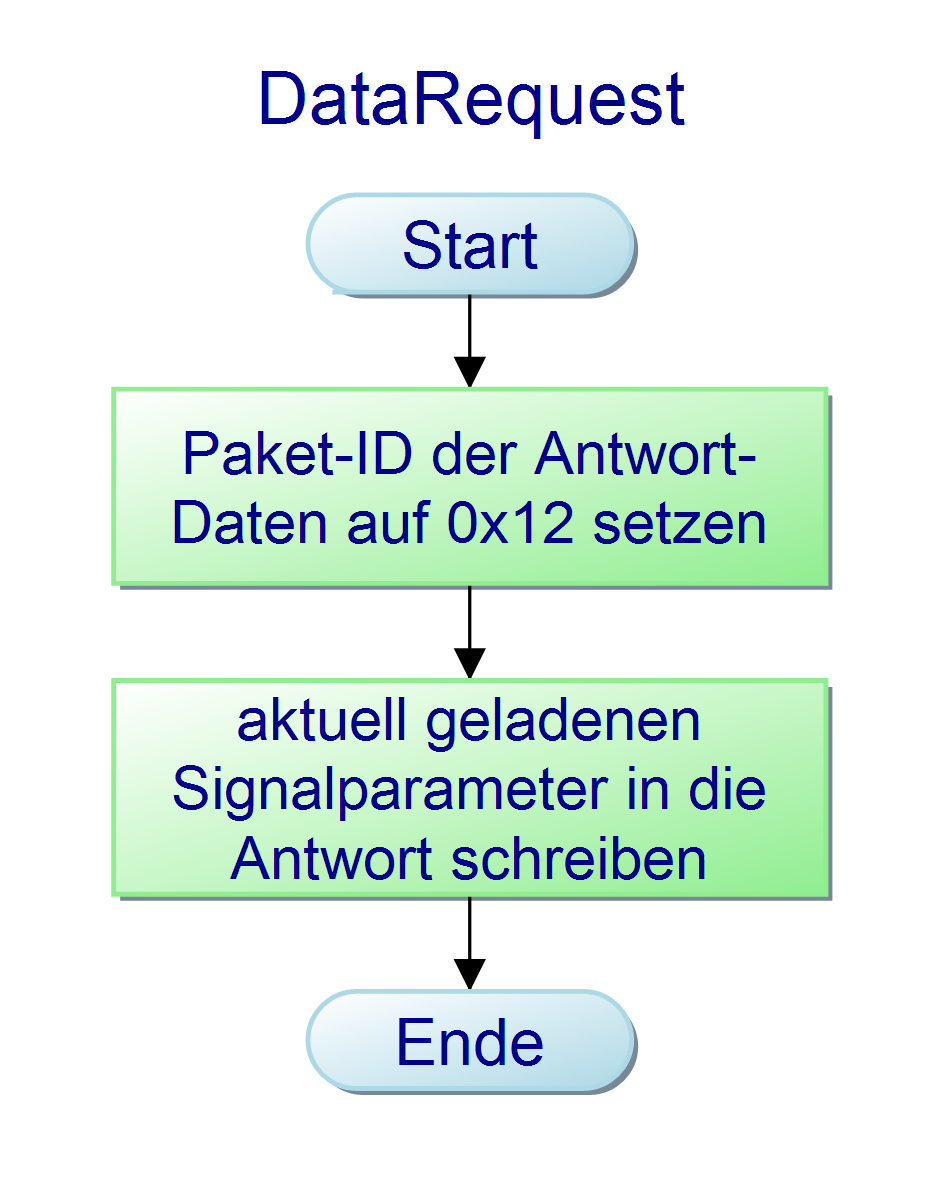 DataRequest
Start
Paket-ID der Antwort-
Daten auf 0x12 setzen
aktuell geladenen
Signalparameter in die
Antwort schreiben
Ende